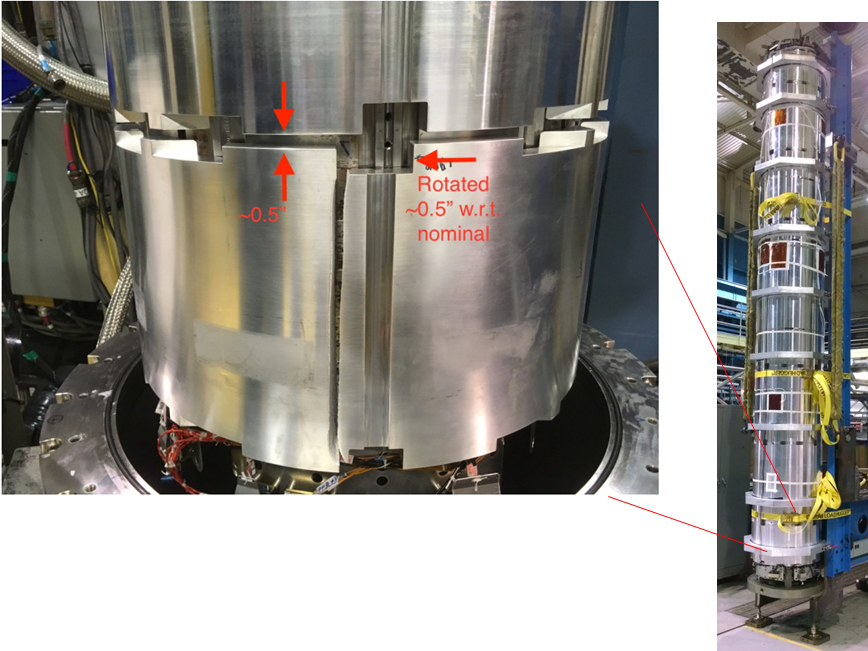 ~0.5"
Rotated
~0.5” w.r.t.
nominal